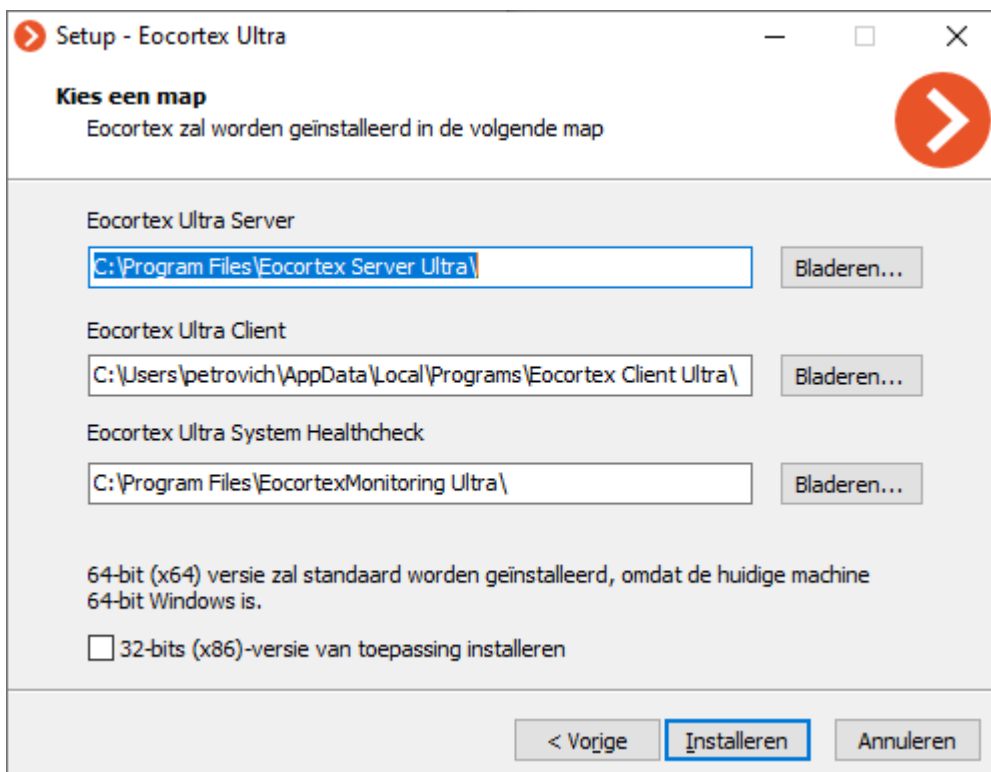 Setup - Eocortex Ultra
Kies een map
Eocortex zal worden geïnstalleerd in de volgende map
Eocortex Ultra Server
C:\Program Files\Eocortex Server Ultra\
Bladeren...
Eocortex Ultra Client
C:\Users\petrovich\AppData\Local\Programs\Eocortex Client Ultra\
Bladeren...
Eocortex Ultra System Healthcheck
C:\Program Files\EocortexMonitoring Ultra\
Bladeren...
64-bit (x64) versie zal standaard worden geïnstalleerd, omdat de huidige machine
64-bit Windows is.
32-bits (x86)-versie van toepassing installeren
< Vorige
Installeren
Annuleren